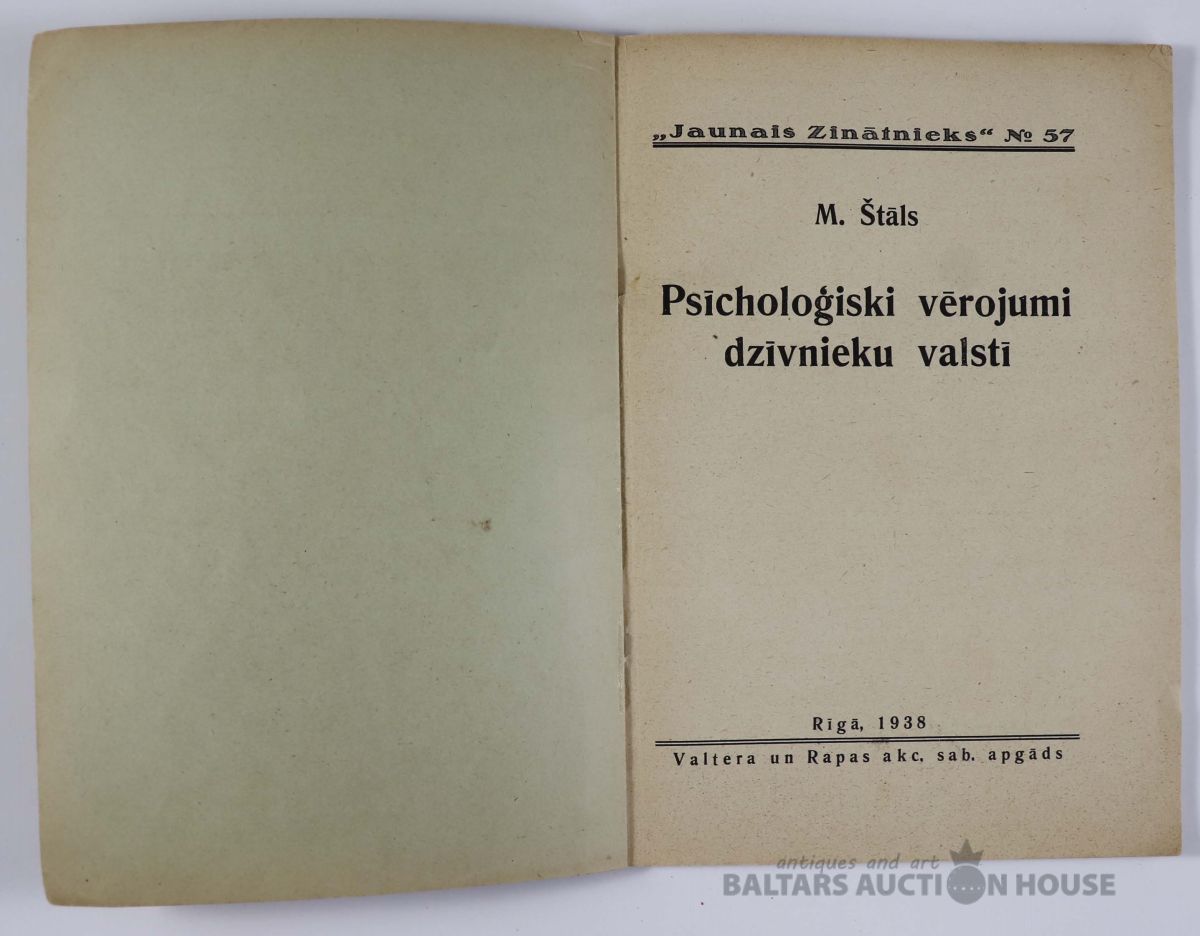 „Jaunais Zinātnieks“ № 57
M. Štāls
Psīcholoģiski vērojumi
dzīvnieku valstī
Rīgā, 1938
Valtera un Rapas akc. sab. apgāds
antiques and art
BALTARS AUCTION HOUSE